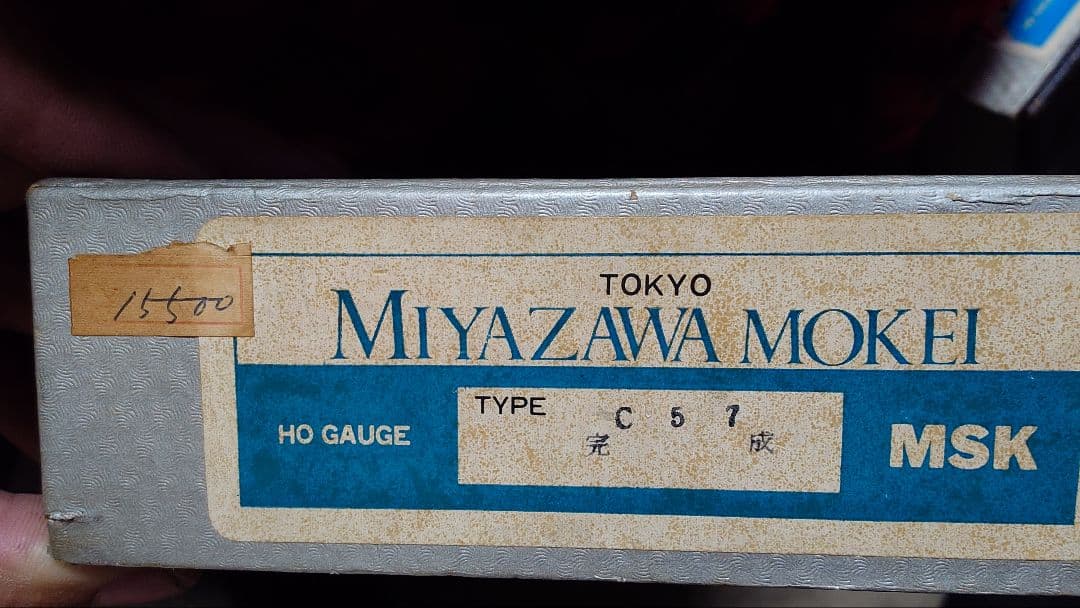 15500
TOKYO
MIYAZAWA MOKEI
HO GAUGE
TYPE
C 5 7
完 成
MSK